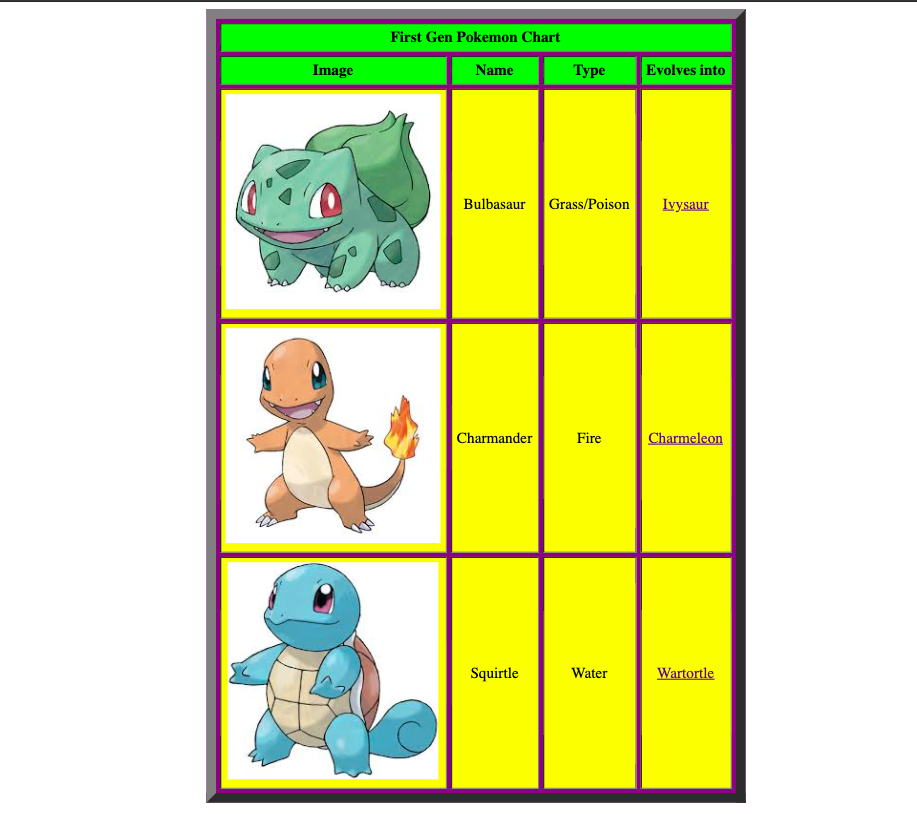 First Gen Pokemon Chart
Image Name Type Evolves into
Bulbasaur Grass/Poison Ivysaur
Charmander Fire Charmeleon
Squirtle Water Wartortle